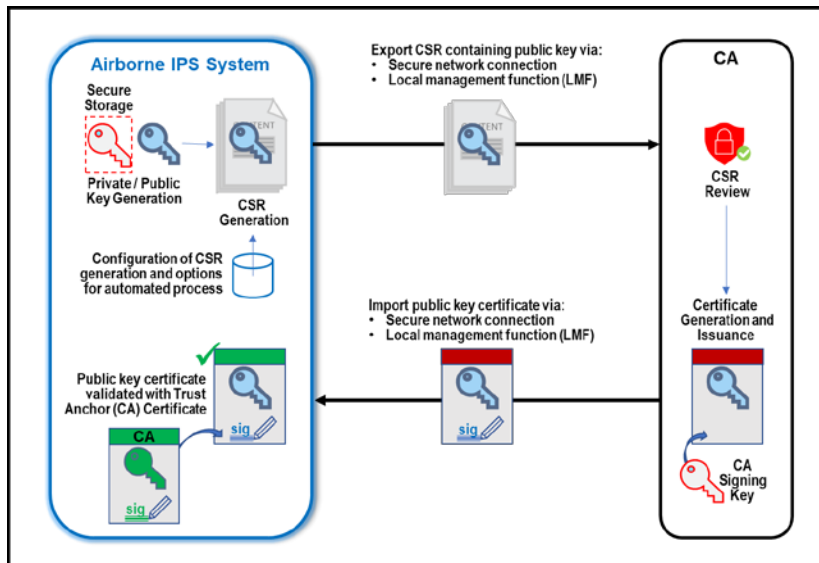 Airborne IPS System
Secure
Storage
Private / Public
Key Generation
CONTENT
CSR
Generation
Configuration of CSR
generation and options
for automated process
Public key certificate
validated with Trust
Anchor (CA) Certificate
CA
sig
sig
Export CSR containing public key via:
• Secure network connection
• Local management function (LMF)
CONTENT
Import public key certificate via:
• Secure network connection
• Local management function (LMF)
sig
CA
CSR
Review
Certificate
Generation and
Issuance
CA
Signing
Key